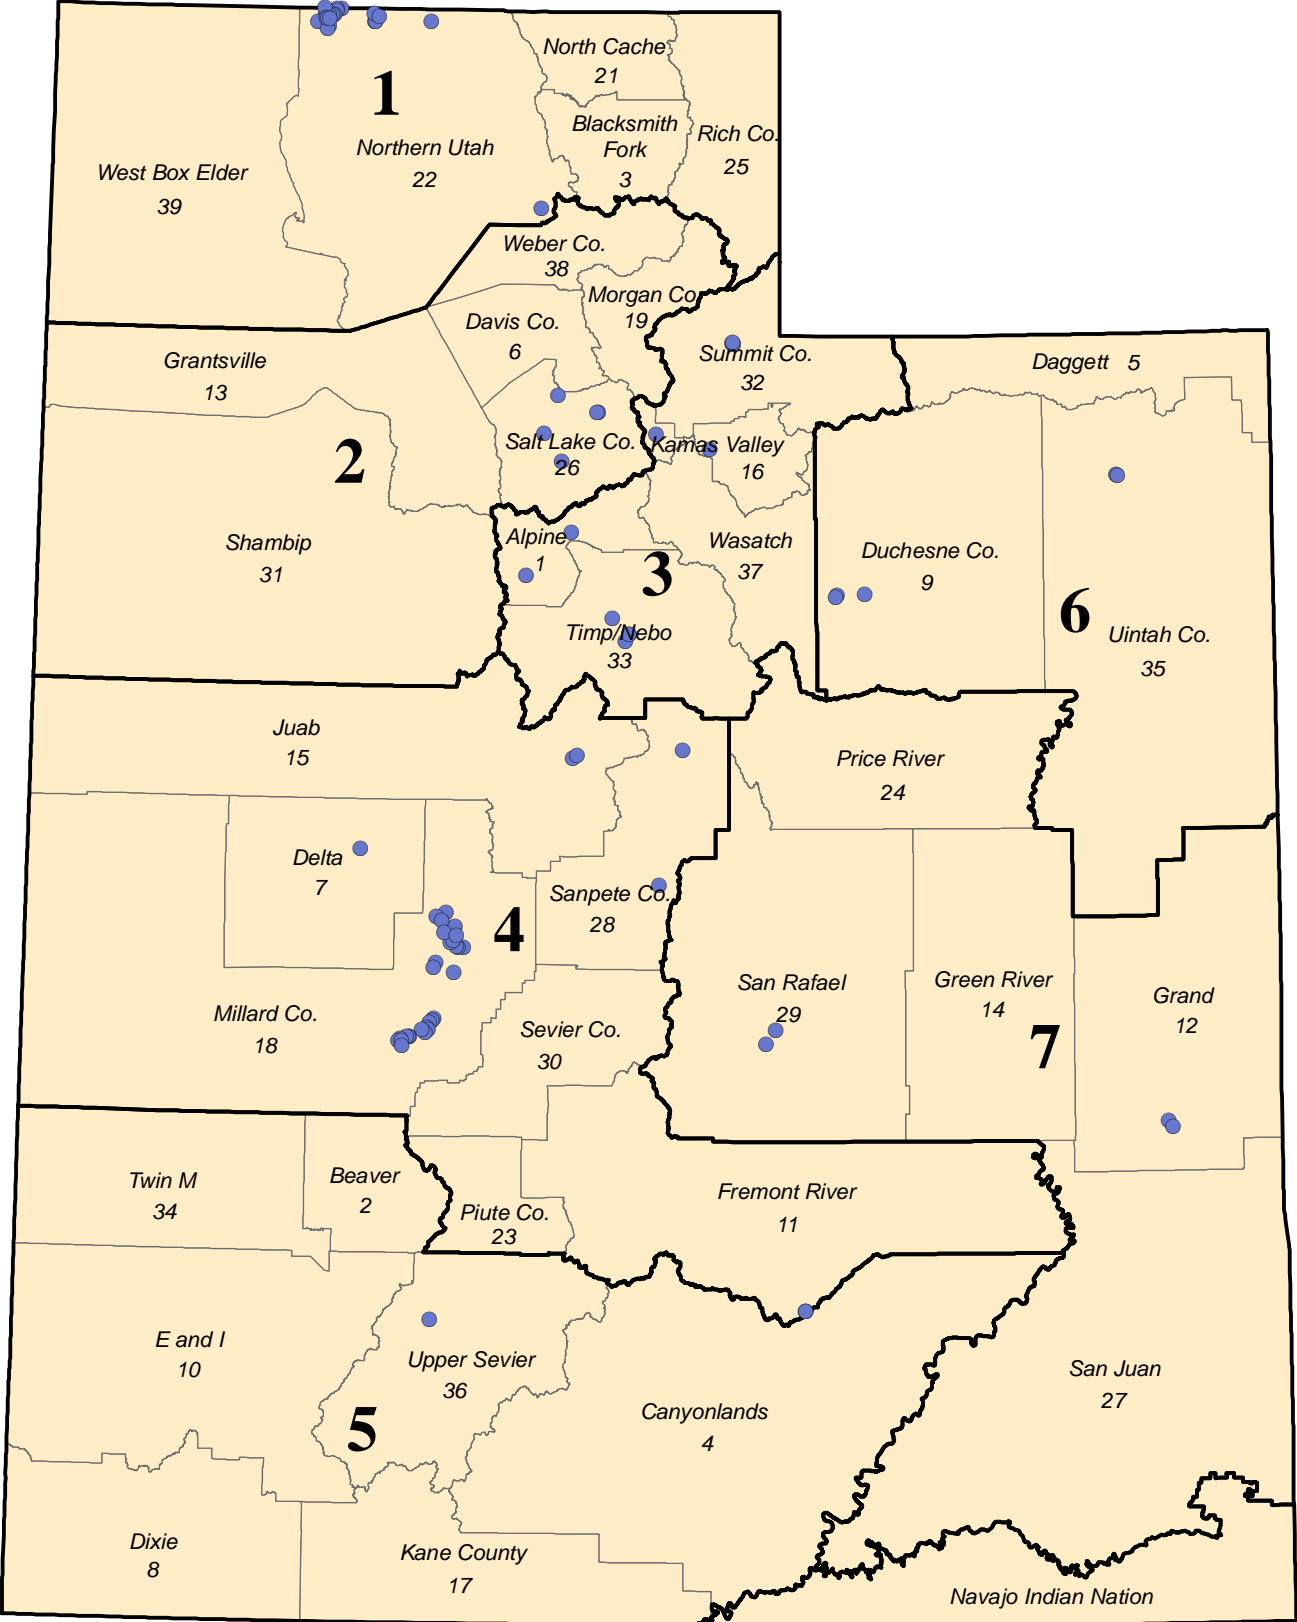 North Cache
21
1
Blacksmith
Fork
3
Rich Co.
25
Northern Utah
22
West Box Elder
39
Weber Co.
38
Morgan Co.
19
Davis Co.
6
Summit Co.
32
Daggett 5
Grantsville
13
Salt Lake Co.
26
Kamas Valley
16
2
Shambip
31
Alpine
1
Wasatch
37
3
Duchesne Co.
9
6
Uintah Co.
35
Timp/Nebo
33
Juab
15
Price River
24
Delta
7
Sanpete Co.
28
4
San Rafael
29
Green River
14
Grand
12
Millard Co.
18
Sevier Co.
30
7
Twin M
34
Beaver
2
Piute Co.
23
Fremont River
11
E and I
10
Upper Sevier
36
San Juan
27
Canyonlands
4
5
Dixie
8
Kane County
17
Navajo Indian Nation